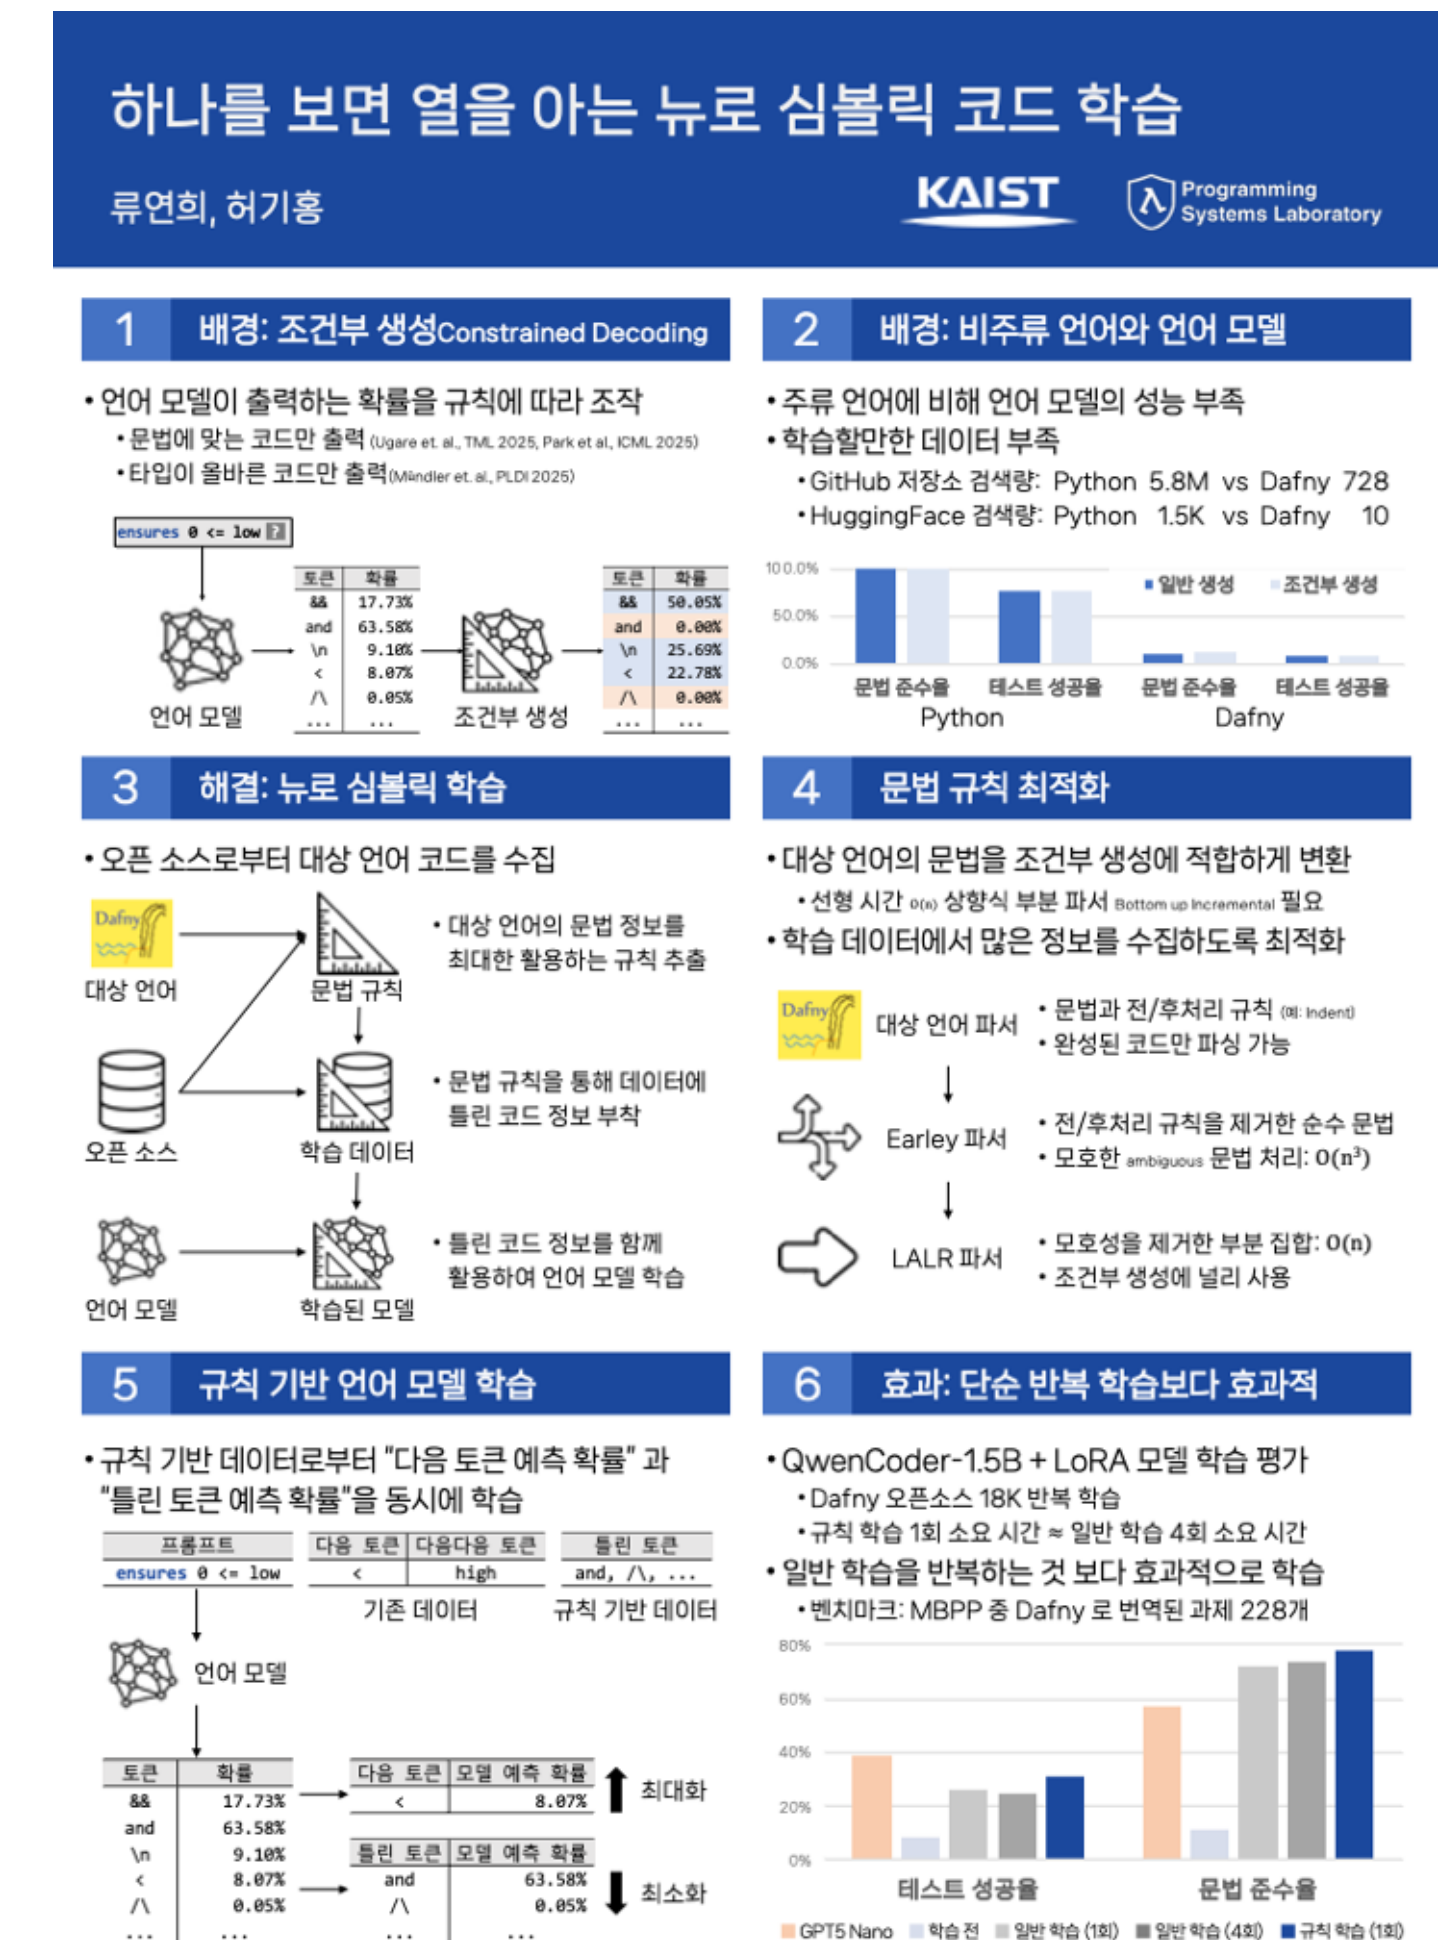 하나를 보면 열을 아는 뉴로 심볼릭 코드 학습
류연희, 허기홍
KAIST
Programming
Systems Laboratory
1 배경: 조건부 생성Constrained Decoding
• 언어 모델이 출력하는 확률을 규칙에 따라 조작
• 문법에 맞는 코드만 출력 (Ugare et. al., TML 2025, Park et al., ICML 2025)
• 타입이 올바른 코드만 출력(Mündler et. al., PLDI 2025)
ensures 0 <= low ?
언어 모델
토큰 확률
&& 17.73%
and 63.58%
\n 9.10%
< 8.07%
/\ 0.05%
... ...
조건부 생성
토큰 확률
&& 50.05%
and 0.00%
\n 25.69%
< 22.78%
/\ 0.00%
... ...
2 배경: 비주류 언어와 언어 모델
• 주류 언어에 비해 언어 모델의 성능 부족
• 학습할만한 데이터 부족
• GitHub 저장소 검색량: Python 5.8M vs Dafny 728
• HuggingFace 검색량: Python 1.5K vs Dafny 10
100.0%
50.0%
0.0%
일반 생성 조건부 생성
문법 준수율 테스트 성공율 문법 준수율 테스트 성공율
Python Dafny
3 해결: 뉴로 심볼릭 학습
• 오픈 소스로부터 대상 언어 코드를 수집
Dafny
대상 언어
문법 규칙
• 대상 언어의 문법 정보를
최대한 활용하는 규칙 추출
오픈 소스
학습 데이터
• 문법 규칙을 통해 데이터에
틀린 코드 정보 부착
언어 모델
학습된 모델
• 틀린 코드 정보를 함께
활용하여 언어 모델 학습
4 문법 규칙 최적화
• 대상 언어의 문법을 조건부 생성에 적합하게 변환
• 선형 시간 O(n) 상향식 부분 파서 Bottom up Incremental 필요
• 학습 데이터에서 많은 정보를 수집하도록 최적화
Dafny
대상 언어 파서
• 문법과 전/후처리 규칙 (예: Indent)
• 완성된 코드만 파싱 가능
Earley 파서
• 전/후처리 규칙을 제거한 순수 문법
• 모호한 ambiguous 문법 처리: O(n³)
LALR 파서
• 모호성을 제거한 부분 집합: O(n)
• 조건부 생성에 널리 사용
5 규칙 기반 언어 모델 학습
• 규칙 기반 데이터로부터 "다음 토큰 예측 확률" 과
"틀린 토큰 예측 확률"을 동시에 학습
프롬프트 다음 토큰 다음다음 토큰 틀린 토큰
ensures 0 <= low < high and, /\, ...
기존 데이터 규칙 기반 데이터
언어 모델
토큰 확률
&& 17.73%
and 63.58%
\n 9.10%
< 8.07%
/\ 0.05%
... ...
다음 토큰 모델 예측 확률
< 8.07%
최대화
틀린 토큰 모델 예측 확률
and 63.58%
/\ 0.05%
... ...
최소화
6 효과: 단순 반복 학습보다 효과적
• QwenCoder-1.5B + LoRA 모델 학습 평가
• Dafny 오픈소스 18K 반복 학습
• 규칙 학습 1회 소요 시간 ≈ 일반 학습 4회 소요 시간
• 일반 학습을 반복하는 것 보다 효과적으로 학습
• 벤치마크: MBPP 중 Dafny 로 번역된 과제 228개
80%
60%
40%
20%
0%
테스트 성공율 문법 준수율
GPT5 Nano 학습 전 일반 학습 (1회) 일반 학습 (4회) 규칙 학습 (1회)